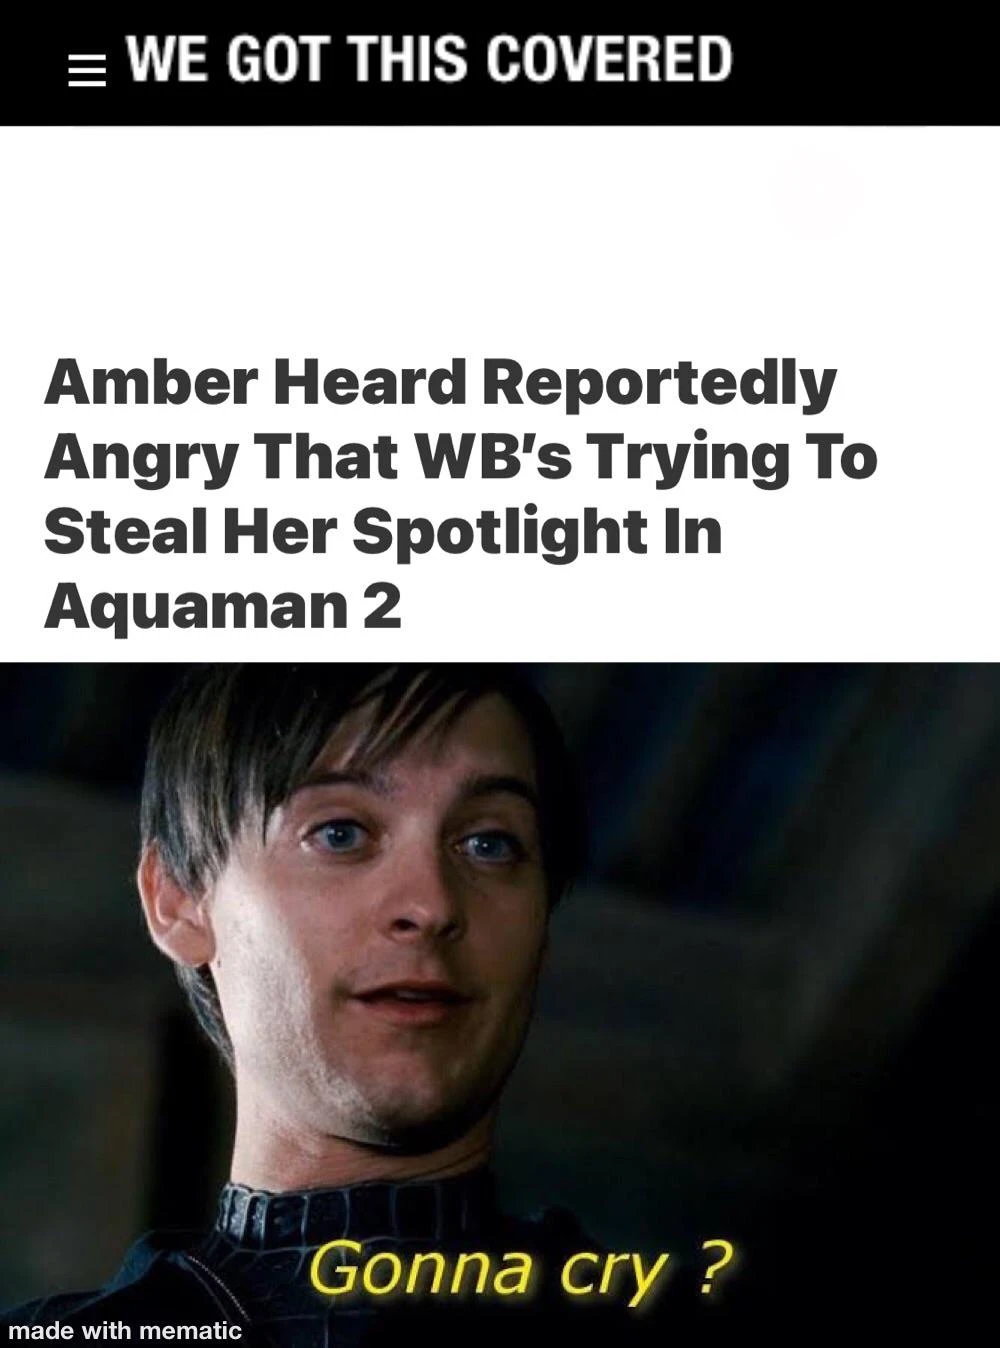 WE GOT THIS COVERED
Amber Heard Reportedly
Angry That WB's Trying To
Steal Her Spotlight In
Aquaman 2
Gonna cry ?
made with mematic